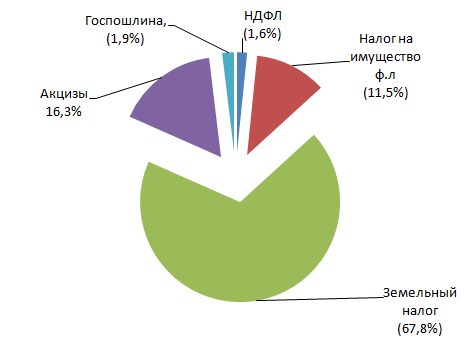 Госпошлина,
(1,9%)
НДФЛ
(1,6%)
Налог на
имущество
ф.л
(11,5%)
Акцизы
16,3%
Земельный
налог
(67,8%)